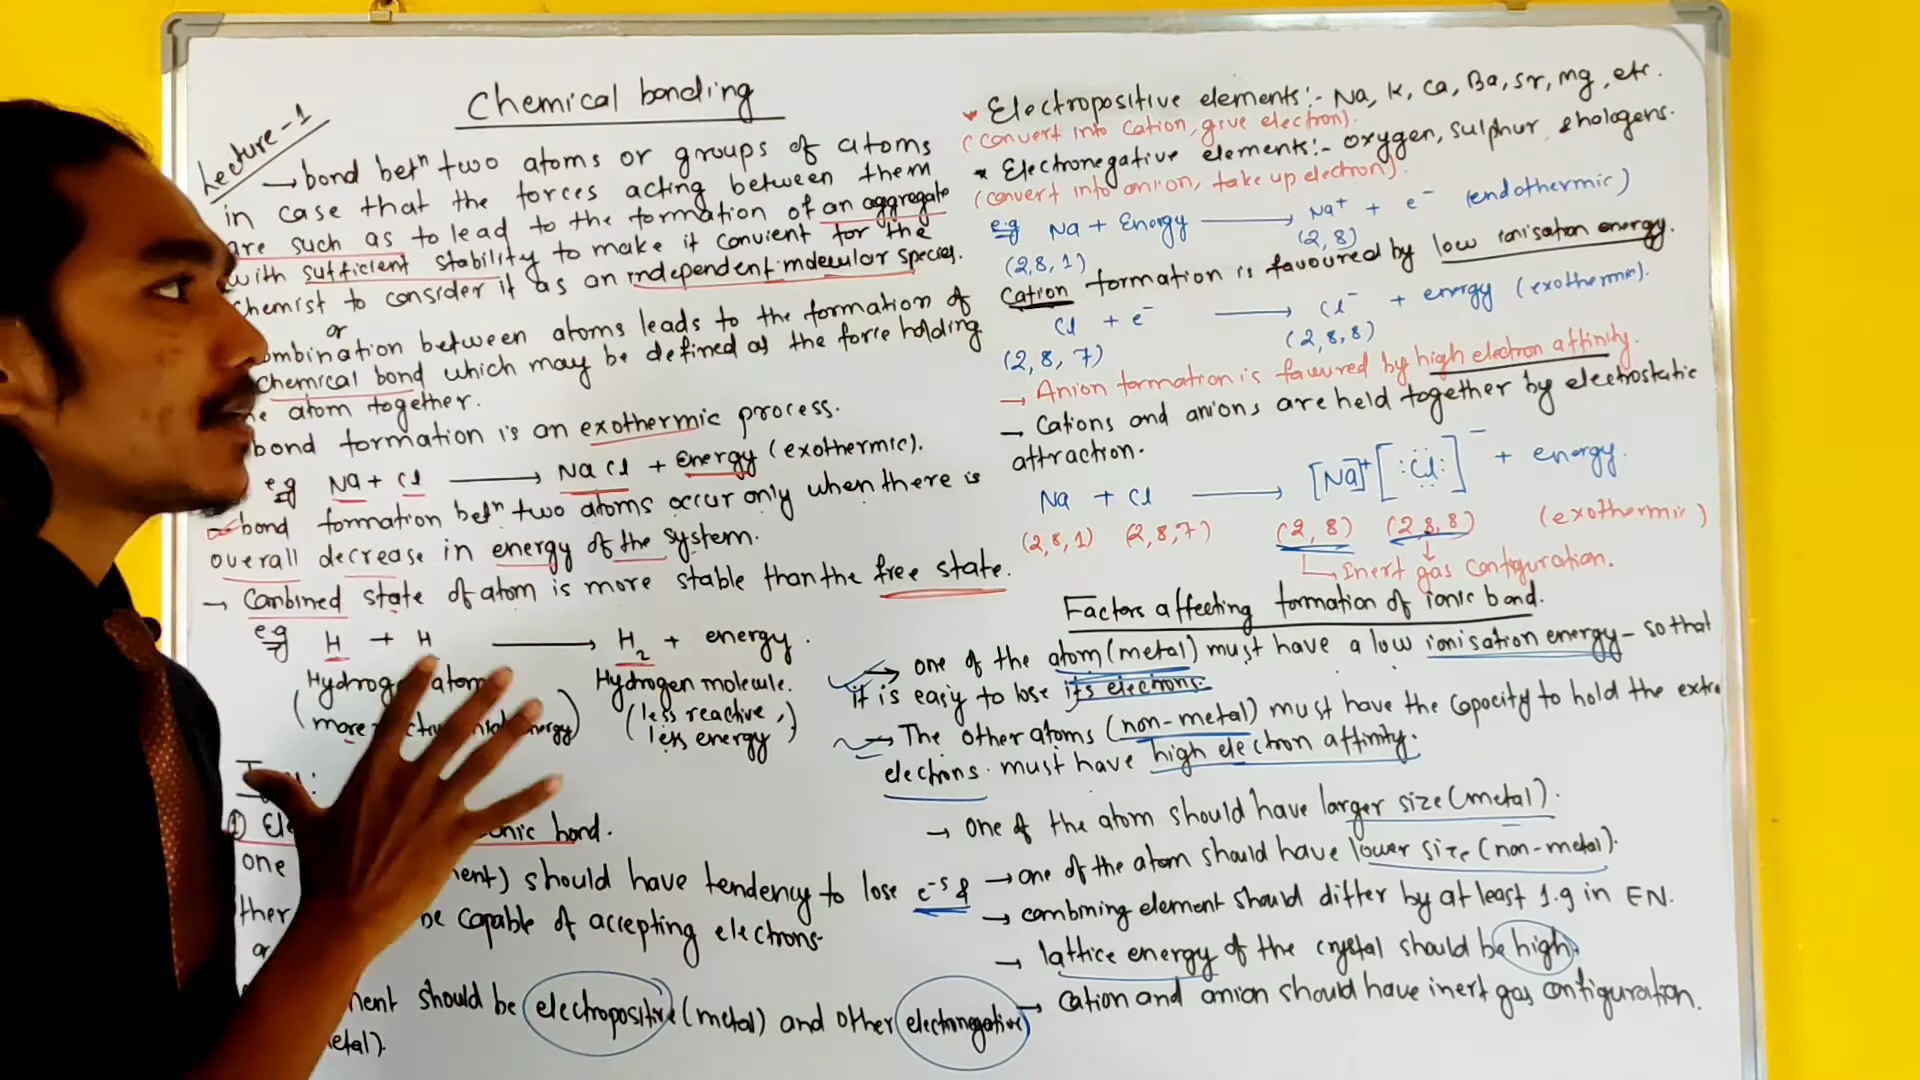 Lecture-1
Chemical bonding
→ bond betⁿ two atoms or groups of atoms
in case that the forces acting between them
are such as to lead to the formation of an aggregate
with sufficient stability to make it convient for the
Chemist to consider it as an independent molecular species.
or
ombination between atoms leads to the formation of
chemical bond which may be defined as the force holding
atom together.
bond formation is an exothermic process.
e.g Na + Cl ⟶ NaCl + Energy (exothermic).
bond formation betⁿ two atoms occur only when there is
overall decrease in energy of the system.
→ Combined state of atom is more stable than the free state.
e.g H + H ⟶ H₂ + energy.
atom Hydrogen molecule.
(more (less reactive,
less energy)
① onic bond.
one ment) should have tendency to lose e⁻s &
ther be capable of accepting electrons.
or
ment should be electropositive (metal) and other electronegative
etal).
* Electropositive elements:- Na, K, Ca, Ba, Sr, Mg, etc.
(convert into cation, give electron).
* Electronegative elements:- oxygen, sulphur & halogens.
(convert into anion, take up electron).
e.g Na + Energy ⟶ Na⁺ + e⁻ (endothermic)
(2,8,1) (2,8)
Cation formation is favoured by low ionisation energy.
Cl + e⁻ ⟶ Cl⁻ + energy (exothermic).
(2,8,7) (2,8,8)
→ Anion formation is favoured by high electron affinity.
→ Cations and anions are held together by electrostatic
attraction.
Na + Cl ⟶ [Na]⁺ [:Cl:]⁻ + energy.
(2,8,1) (2,8,7) (2,8) (2,8,8) (exothermic)
Inert gas configuration.
Factors affecting formation of ionic bond.
→ one of the atom (metal) must have a low ionisation energy - so that
it is easy to lose its electrons.
→ The other atoms (non-metal) must have the capacity to hold the extra
electrons. must have high electron affinity.
→ One of the atom should have larger size (metal).
→ one of the atom should have lower size (non-metal).
→ combining element should differ by at least 1.9 in EN.
→ lattice energy of the crystal should be high.
→ cation and anion should have inert gas configuration.